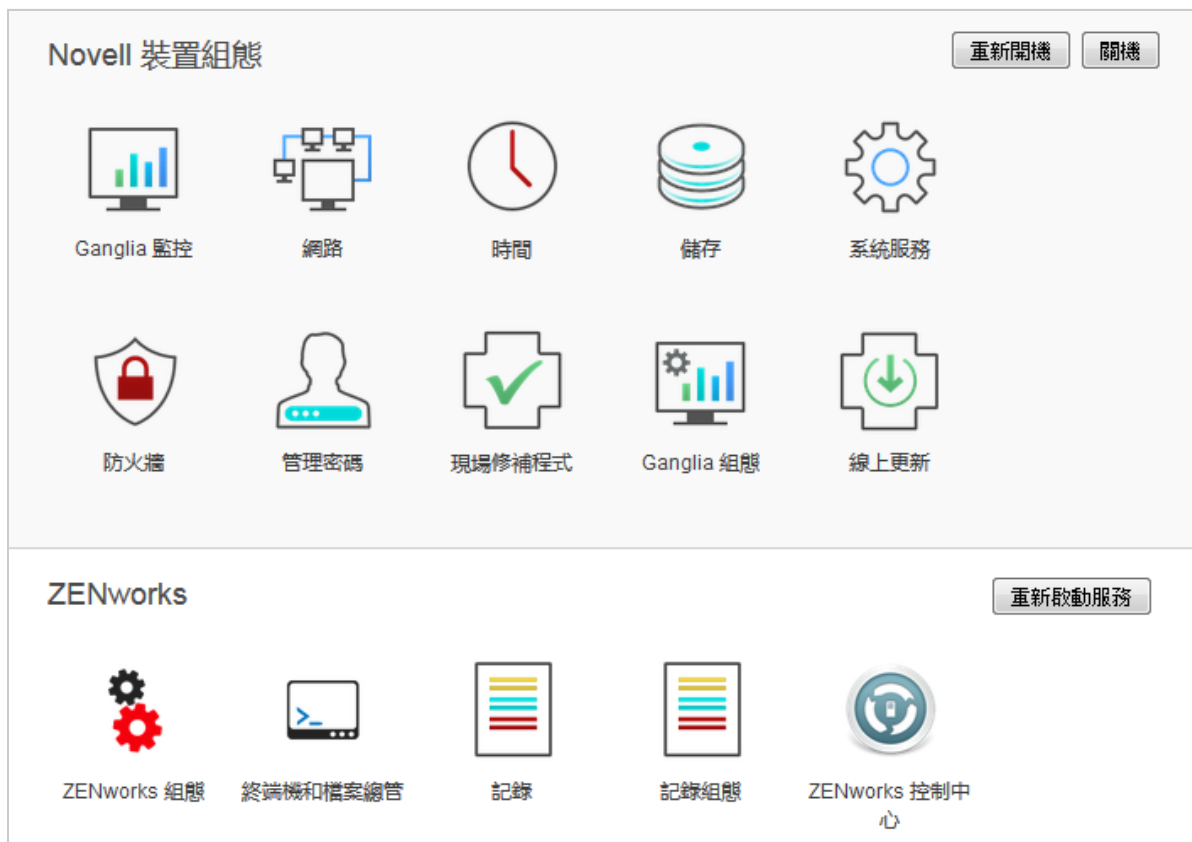 Novell 裝置組態
重新開機 關機
Ganglia 監控 網路 時間 儲存 系統服務
防火牆 管理密碼 現場修補程式 Ganglia 組態 線上更新
ZENworks
重新啟動服務
>_
ZENworks 組態 終端機和檔案總管 記錄 記錄組態 ZENworks 控制中
心